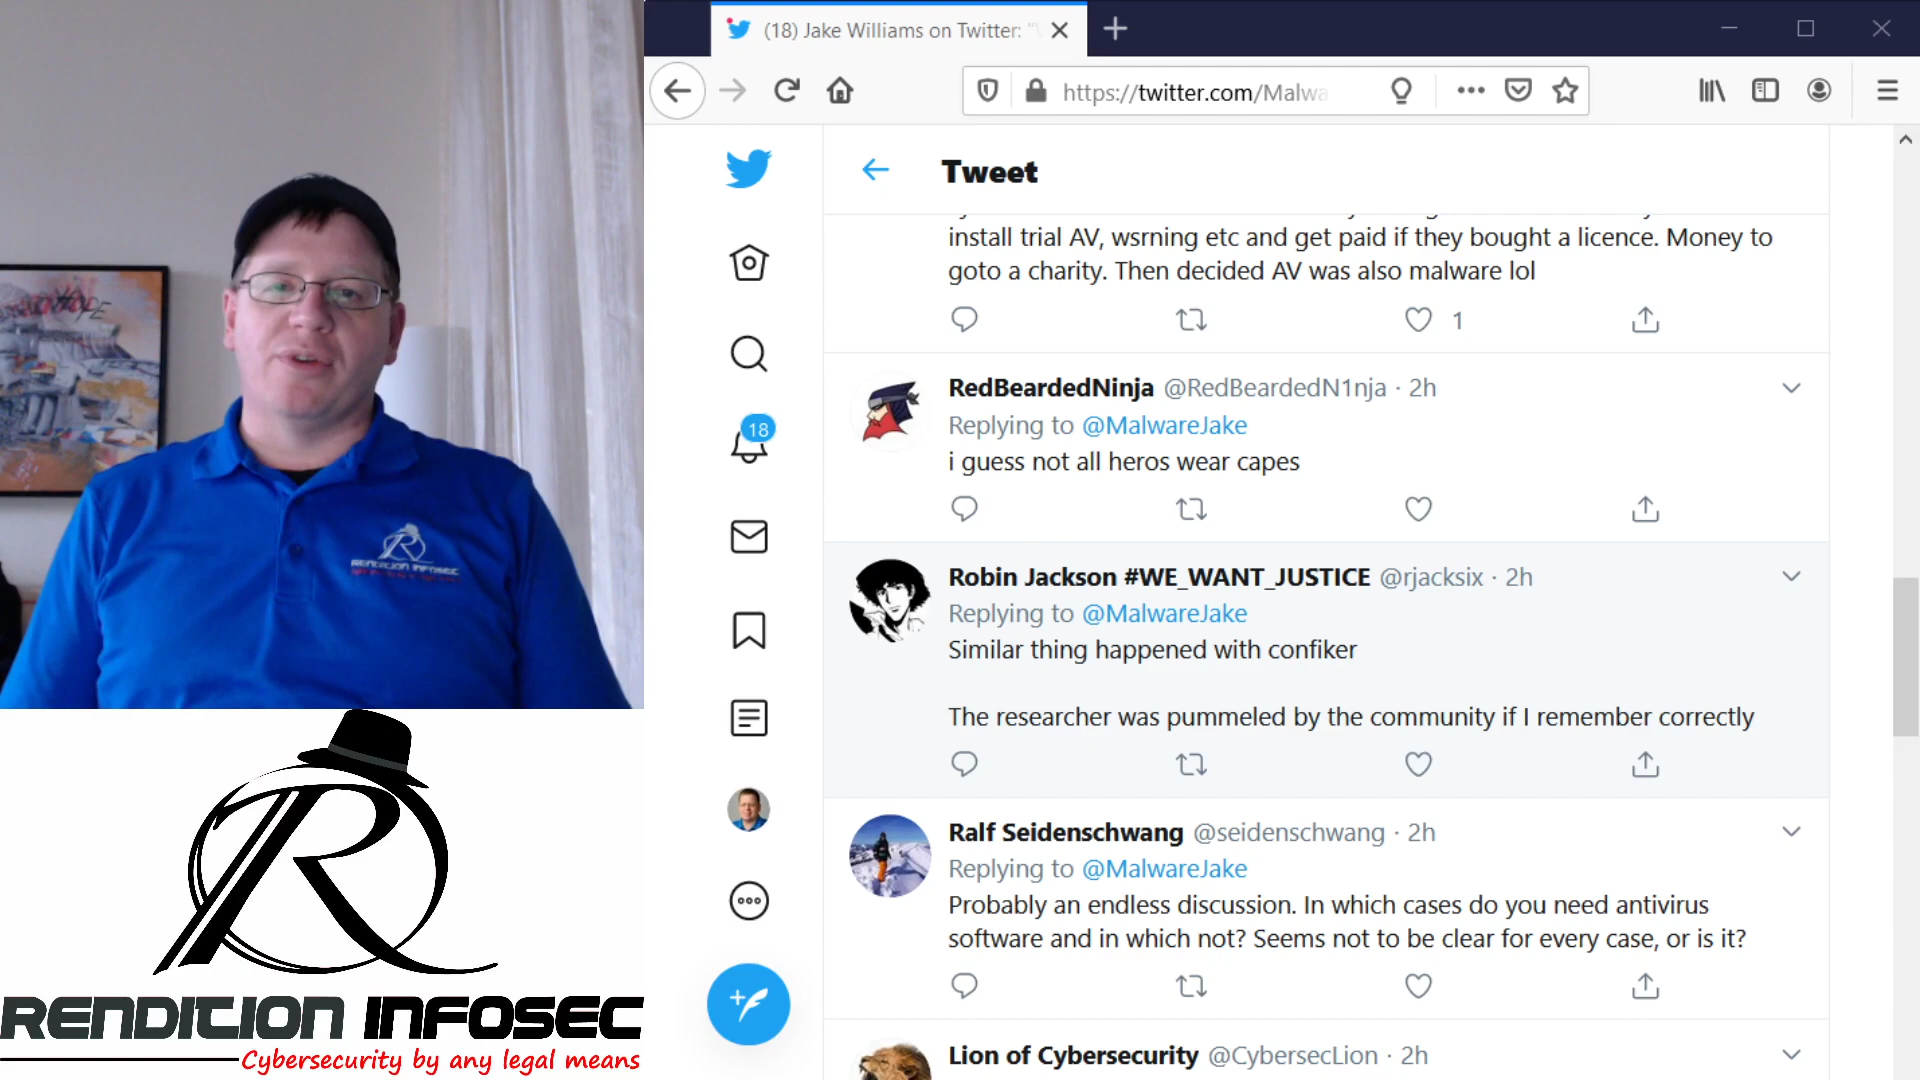 (18) Jake Williams on Twitter: "
https://twitter.com/Malwa
Tweet
install trial AV, wsrning etc and get paid if they bought a licence. Money to
goto a charity. Then decided AV was also malware lol
1
RedBeardedNinja @RedBeardedN1nja · 2h
Replying to @MalwareJake
i guess not all heros wear capes
18
Robin Jackson #WE_WANT_JUSTICE @rjacksix · 2h
Replying to @MalwareJake
Similar thing happened with confiker
The researcher was pummeled by the community if I remember correctly
Ralf Seidenschwang @seidenschwang · 2h
Replying to @MalwareJake
Probably an endless discussion. In which cases do you need antivirus
software and in which not? Seems not to be clear for every case, or is it?
Lion of Cybersecurity @CybersecLion · 2h
R
RENDITION INFOSEC
R
RENDITION INFOSEC
Cybersecurity by any legal means